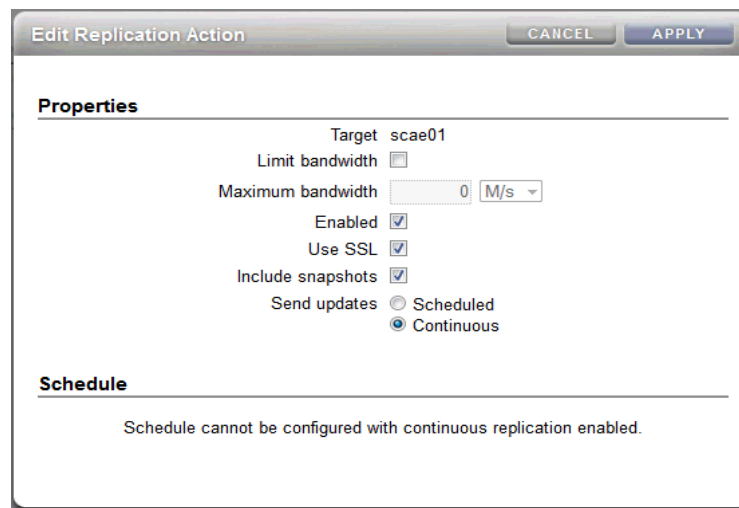 Edit Replication Action CANCEL APPLY
Properties
Target scae01
Limit bandwidth
Maximum bandwidth 0 M/s
Enabled
Use SSL
Include snapshots
Send updates Scheduled
Continuous
Schedule
Schedule cannot be configured with continuous replication enabled.